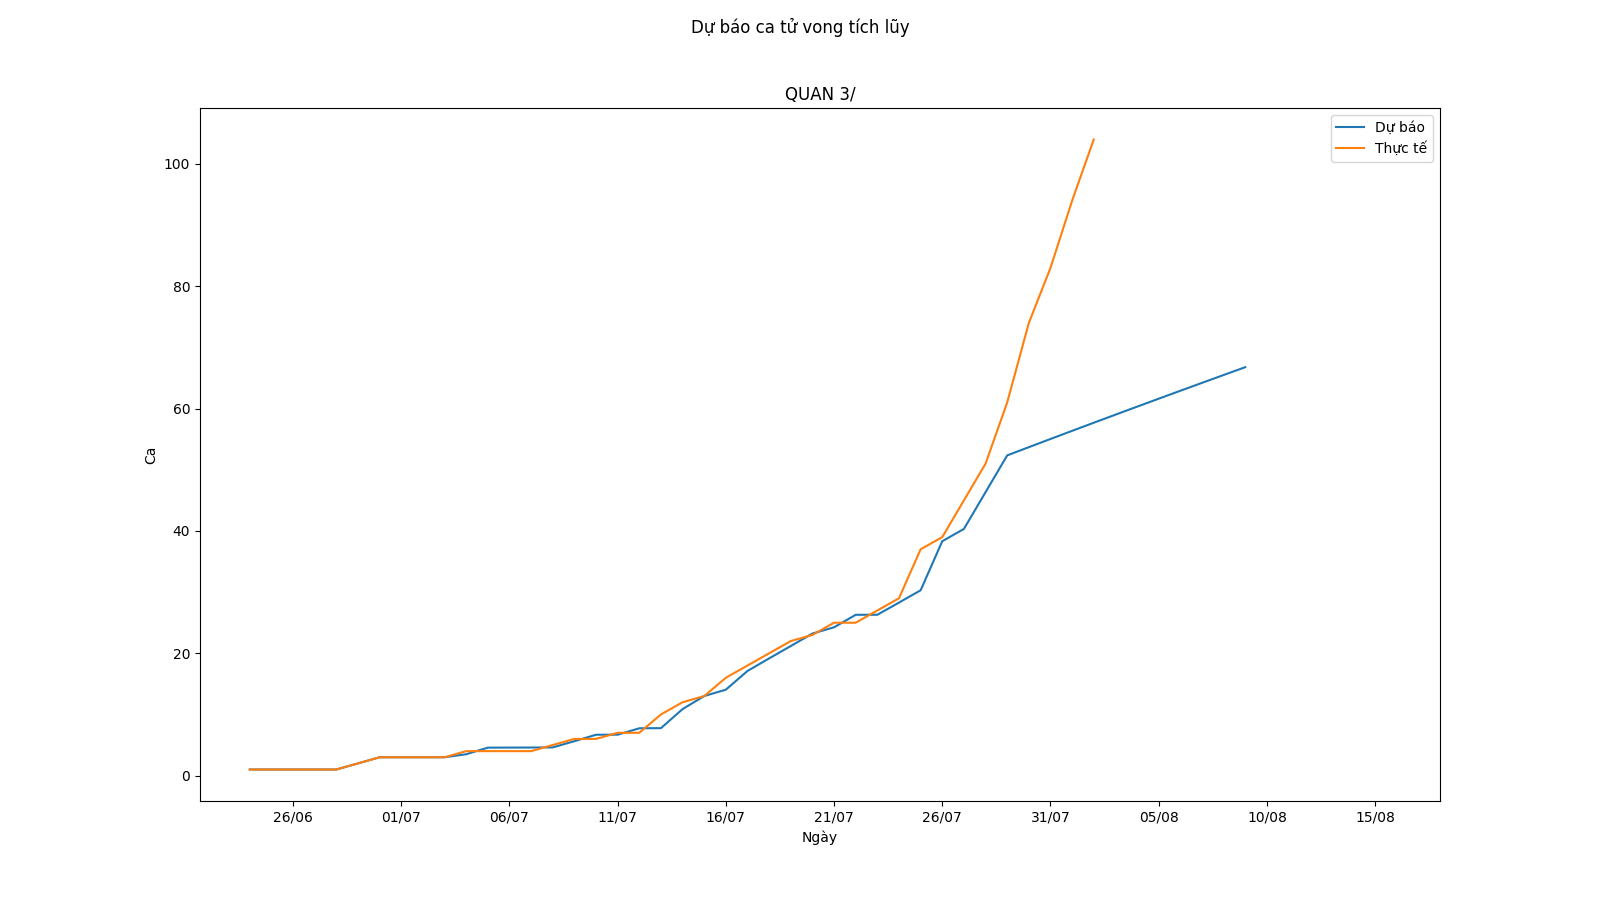 Dự báo ca tử vong tích lũy
QUAN 3/
Dự báo
Thực tế
100
80
60
40
20
0
Ca
26/06
01/07
06/07
11/07
16/07
21/07
26/07
31/07
05/08
10/08
15/08
Ngày